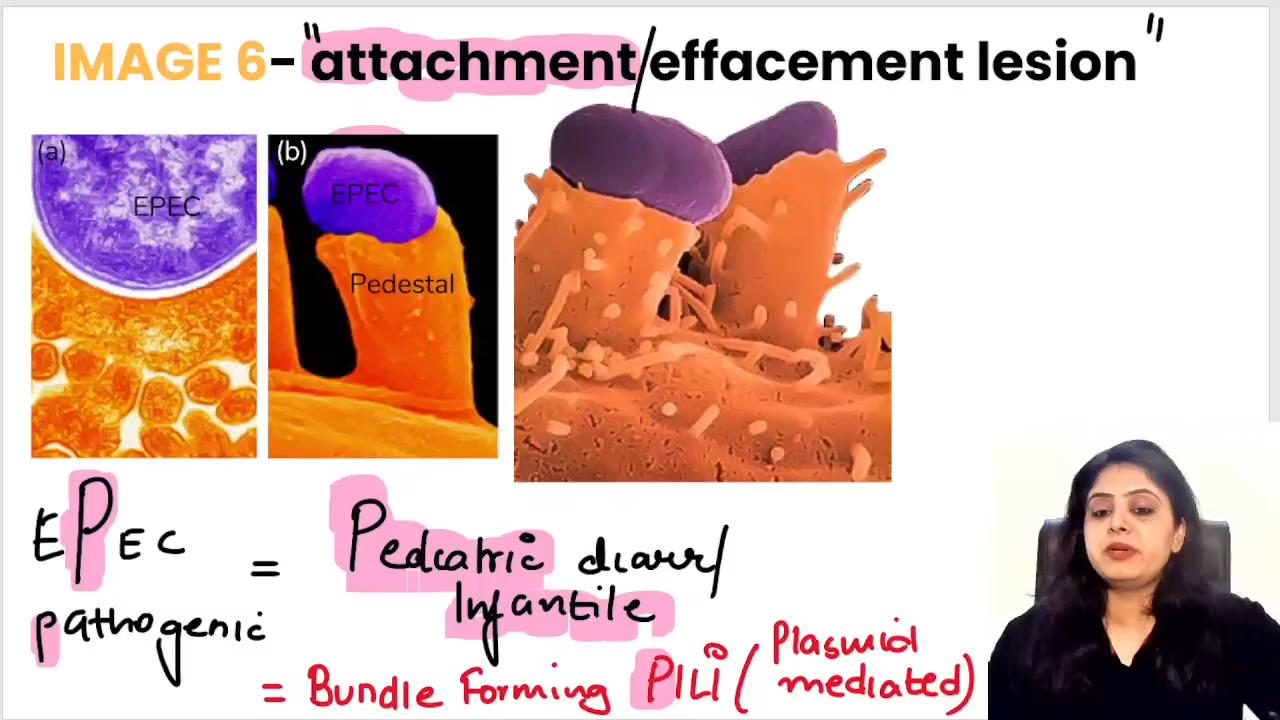 IMAGE 6-"attachment/effacement lesion"
(a)
EPEC
(b)
EPEC
Pedestal
EPEC = Pediatric diarr/
pathogenic Infantile
= Bundle Forming PILI (Plasmid mediated)